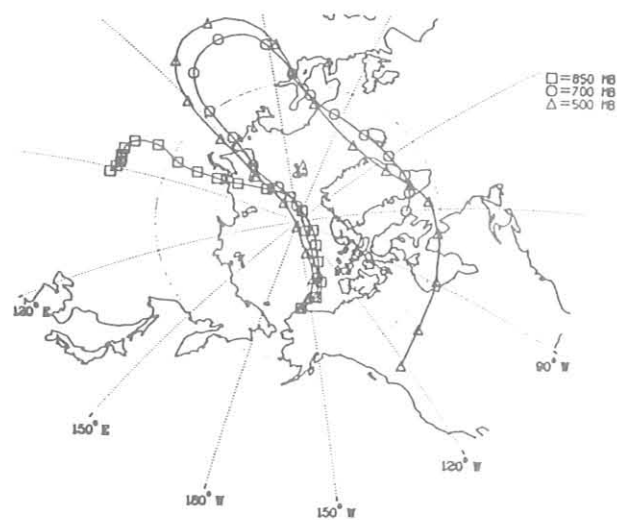 □=850 MB
○=700 MB
△=500 MB
120° E
90° W
150° E
120° W
180° W
150° W